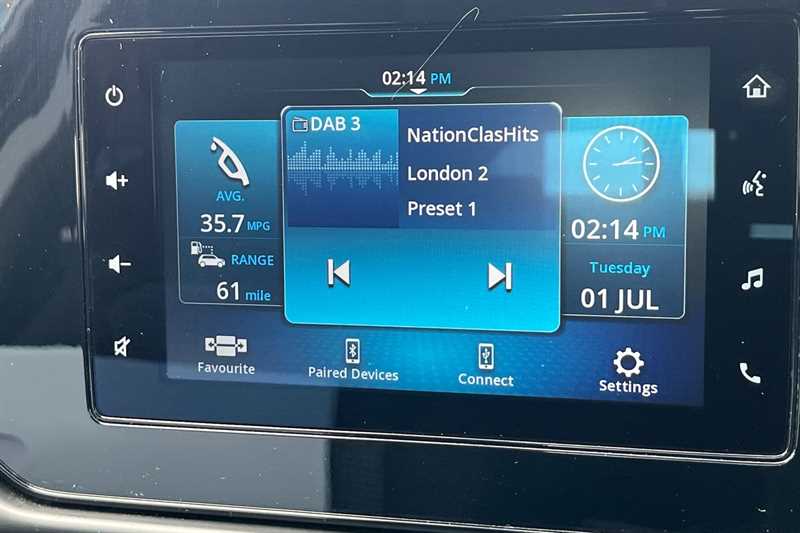 02:14 PM
DAB 3
NationClasHits
London 2
Preset 1
AVG.
35.7 MPG
RANGE
61 mile
02:14 PM
Tuesday
01 JUL
Favourite
Paired Devices
Connect
Settings